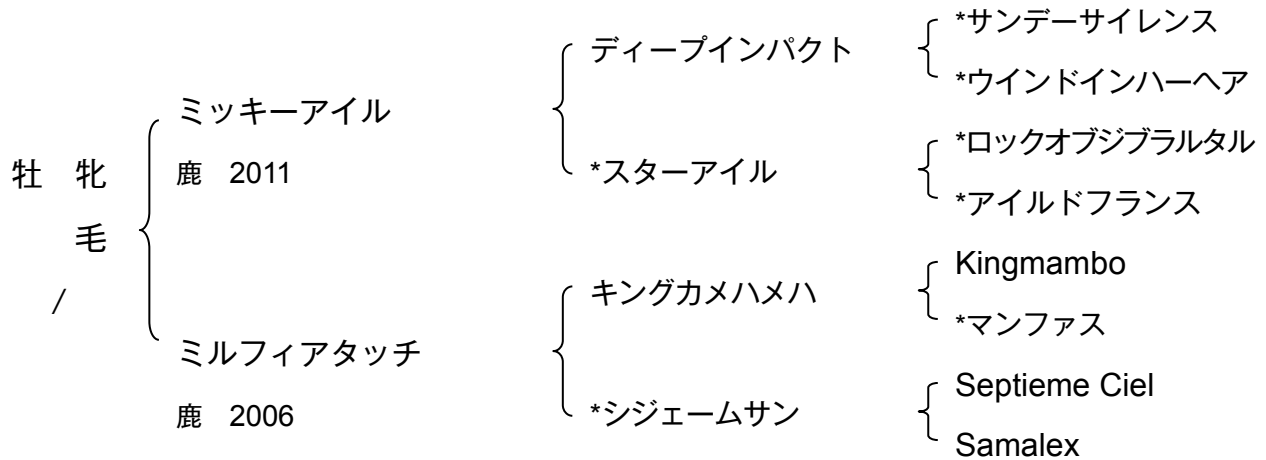 牡 牝
毛
/
ミッキーアイル
鹿 2011
ミルフィアタッチ
鹿 2006
ディープインパクト
*スターアイル
キングカメハメハ
*シジェームサン
*サンデーサイレンス
*ウインドインハーヘア
*ロックオブジブラルタル
*アイルドフランス
Kingmambo
*マンファス
Septieme Ciel
Samalex